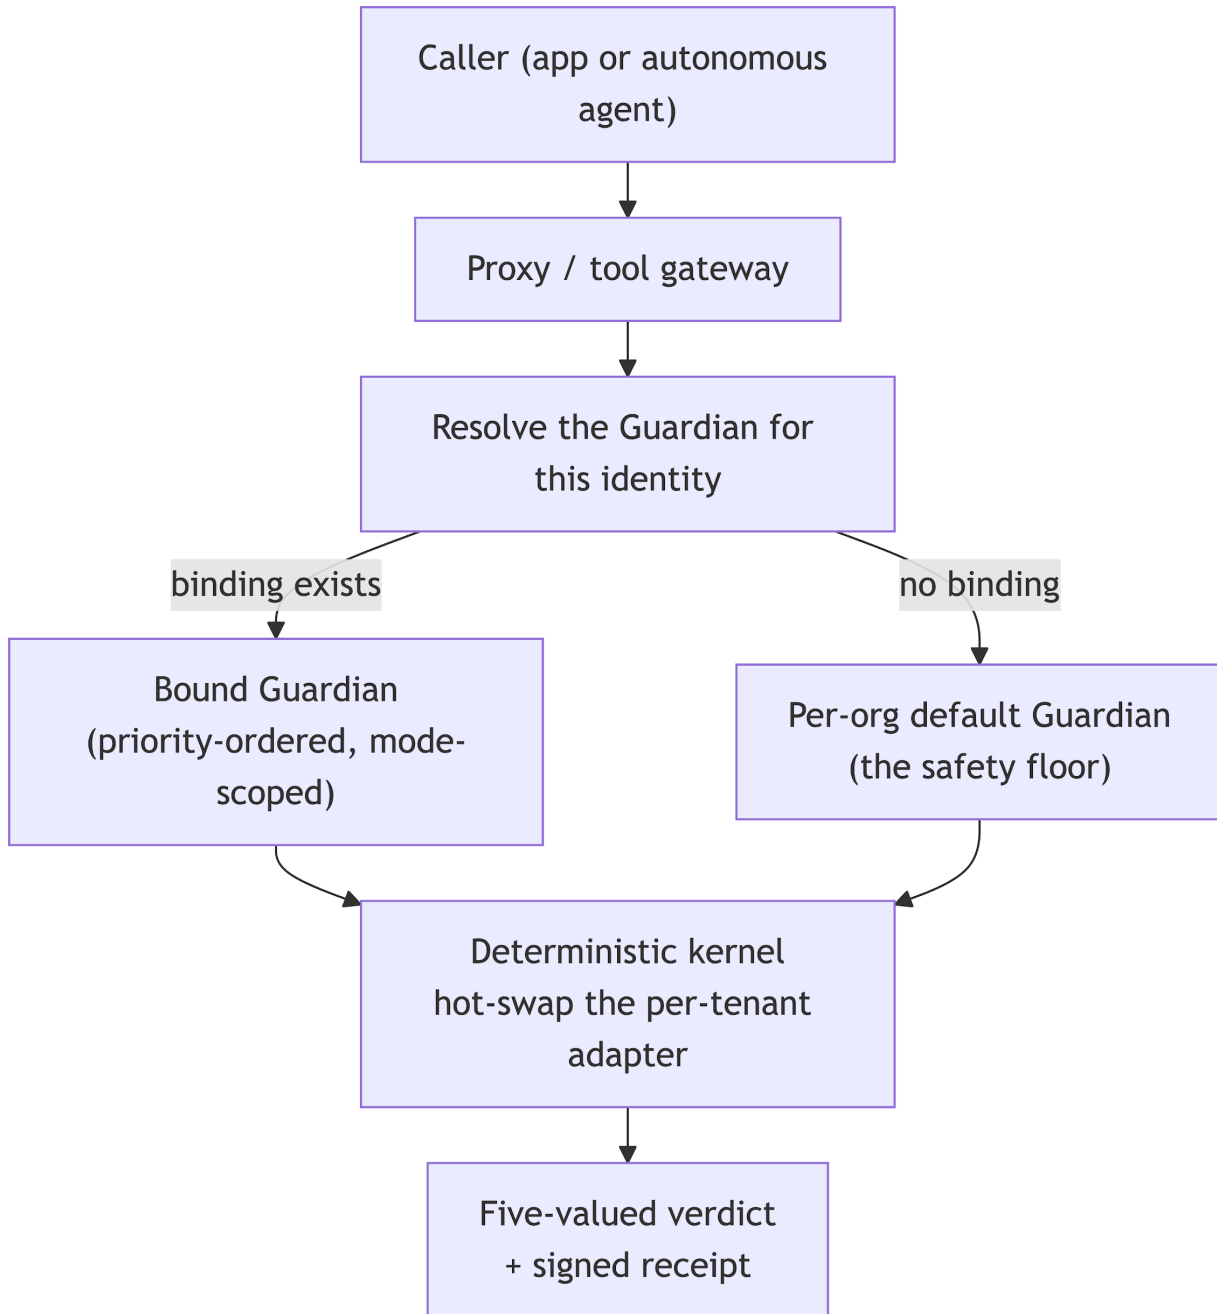 Caller (app or autonomous
agent)
Proxy / tool gateway
Resolve the Guardian for
this identity
binding exists
no binding
Bound Guardian
(priority-ordered, mode-
scoped)
Per-org default Guardian
(the safety floor)
Deterministic kernel
hot-swap the per-tenant
adapter
Five-valued verdict
+ signed receipt